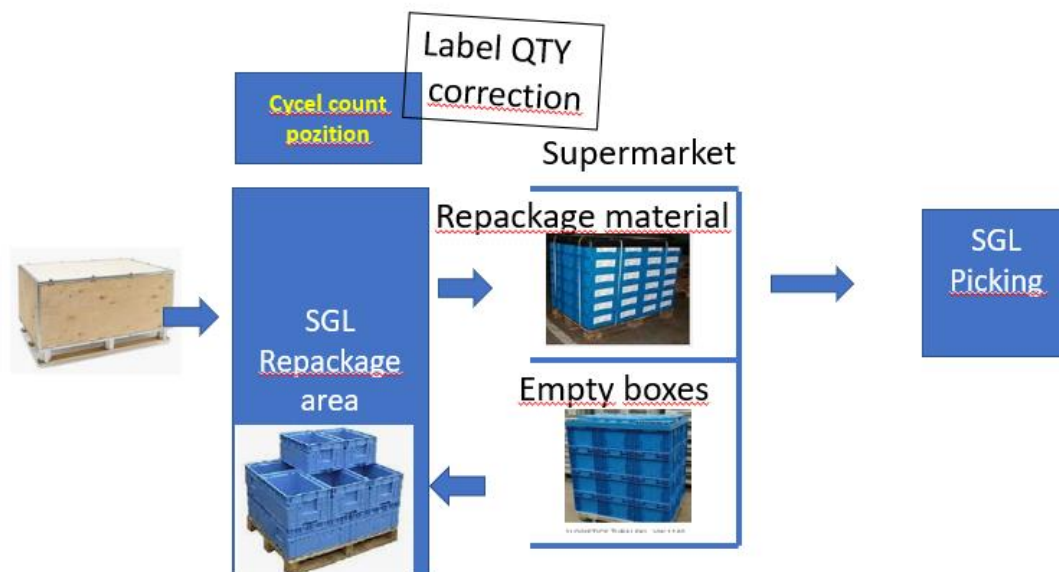 Label QTY
correction
Cycel count
pozition
Supermarket
Repackage material
SGL
Repackage
area
Empty boxes
SGL
Picking